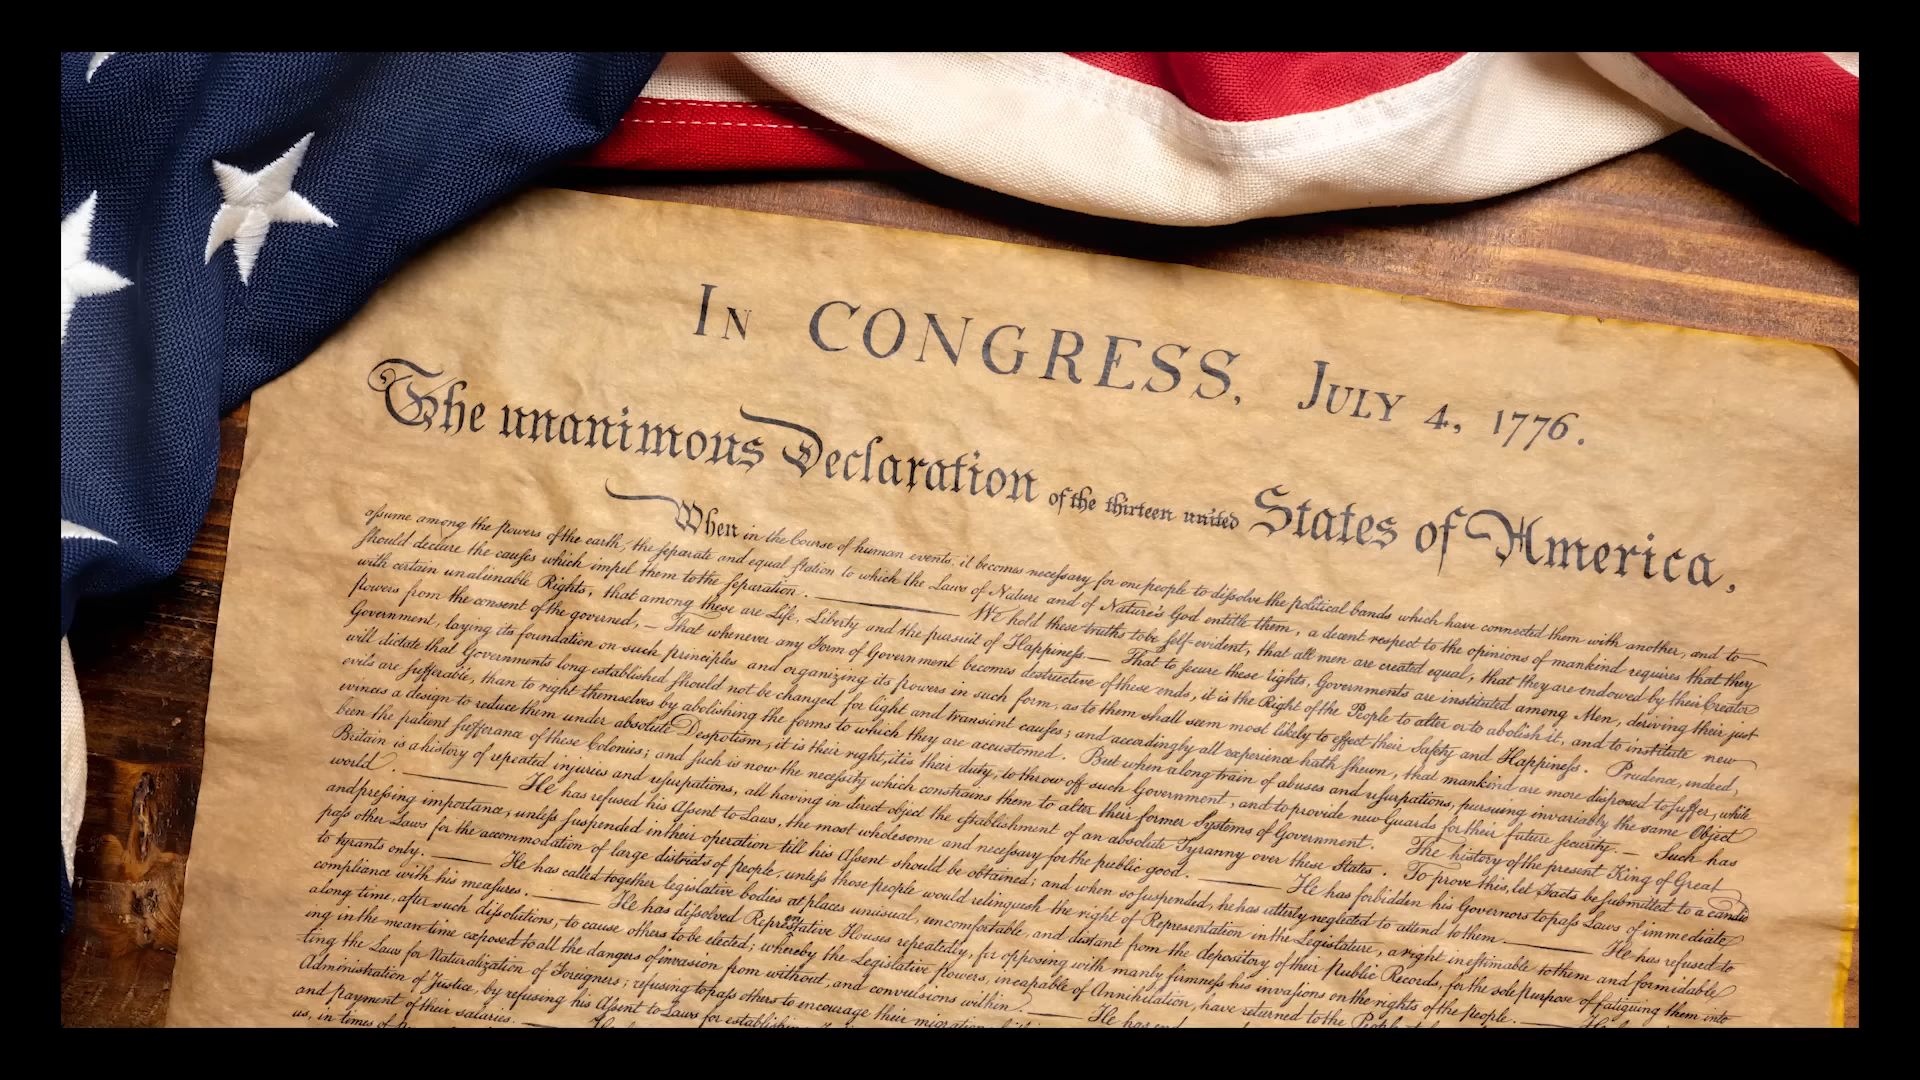 In CONGRESS, July 4, 1776.
The unanimous Declaration of the thirteen united States of America,
When in the Course of human events, it becomes necessary for one people to dissolve the political bands which have connected them with another, and to
assume among the powers of the earth, the separate and equal station to which the Laws of Nature and of Nature's God entitle them, a decent respect to the opinions of mankind requires that they
should declare the causes which impel them to the separation. — We hold these truths to be self-evident, that all men are created equal, that they are endowed by their Creator
with certain unalienable Rights, that among these are Life, Liberty and the pursuit of Happiness.— That to secure these rights, Governments are instituted among Men, deriving their just
powers from the consent of the governed, — That whenever any Form of Government becomes destructive of these ends, it is the Right of the People to alter or to abolish it, and to institute new
Government, laying its foundation on such principles and organizing its powers in such form, as to them shall seem most likely to effect their Safety and Happiness. Prudence, indeed,
will dictate that Governments long established should not be changed for light and transient causes; and accordingly all experience hath shewn, that mankind are more disposed to suffer, while
evils are sufferable, than to right themselves by abolishing the forms to which they are accustomed. But when a long train of abuses and usurpations, pursuing invariably the same Object
evinces a design to reduce them under absolute Despotism, it is their right, it is their duty, to throw off such Government, and to provide new Guards for their future security.— Such has
been the patient sufferance of these Colonies; and such is now the necessity which constrains them to alter their former Systems of Government. The history of the present King of Great
Britain is a history of repeated injuries and usurpations, all having in direct object the establishment of an absolute Tyranny over these States. To prove this, let Facts be submitted to a candid
world. — He has refused his Assent to Laws, the most wholesome and necessary for the public good. — He has forbidden his Governors to pass Laws of immediate
and pressing importance, unless suspended in their operation till his Assent should be obtained; and when so suspended, he has utterly neglected to attend to them. — He has refused to
pass other Laws for the accommodation of large districts of people, unless those people would relinquish the right of Representation in the Legislature, a right inestimable to them and formidable
to tyrants only. — He has called together legislative bodies at places unusual, uncomfortable, and distant from the depository of their Public Records, for the sole purpose of fatiguing them into
compliance with his measures. — He has dissolved Representative Houses repeatedly, for opposing with manly firmness his invasions on the rights of the people. —
along time, after such dissolutions, to cause others to be elected; whereby the Legislative powers, incapable of Annihilation, have returned to the
ing in the mean time exposed to all the dangers of invasion from without, and convulsions within. — He has
ting the Laws for Naturalization of Foreigners; refusing to pass others to encourage their
Administration of Justice, by refusing his Assent to Laws for
and payment of their salaries. —
us, in times of